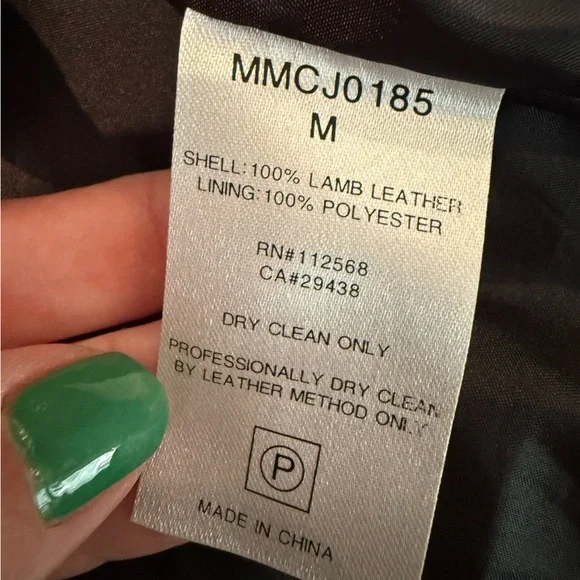 MMCJ0185
M
SHELL:100% LAMB LEATHER
LINING:100% POLYESTER
RN#112568
CA#29438
DRY CLEAN ONLY
PROFESSIONALLY DRY CLEAN
BY LEATHER METHOD ONLY
P
MADE IN CHINA